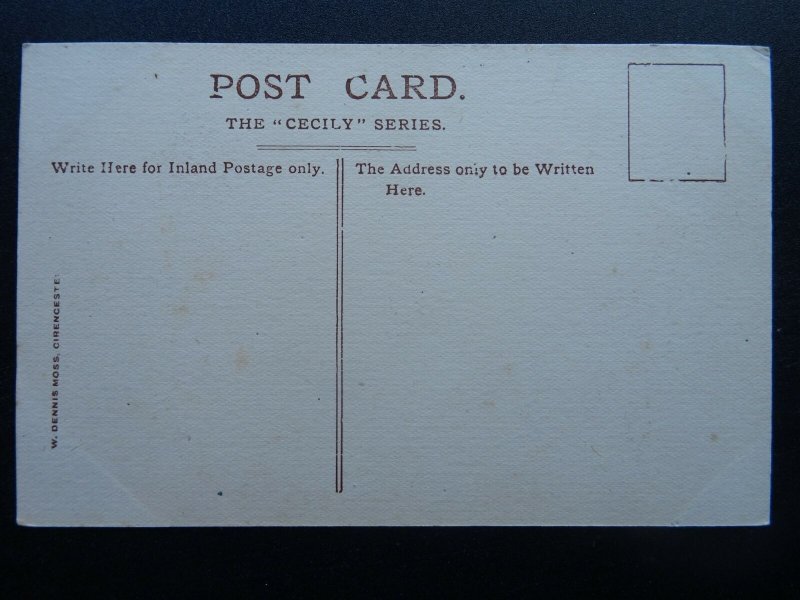 POST CARD.
THE "CECILY" SERIES.
Write Here for Inland Postage only.
The Address only to be Written
Here.
W. DENNIS MOSS, CIRENCESTE